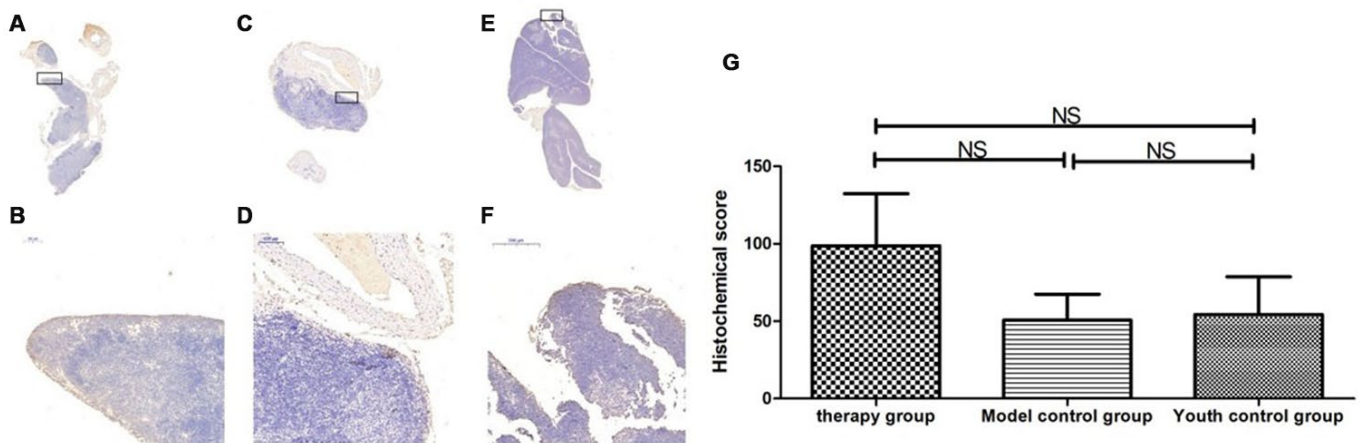 A
C
E
G
B
D
F
NS
NS
NS
150
100
50
0
Histochemical score
therapy group
Model control group
Youth control group